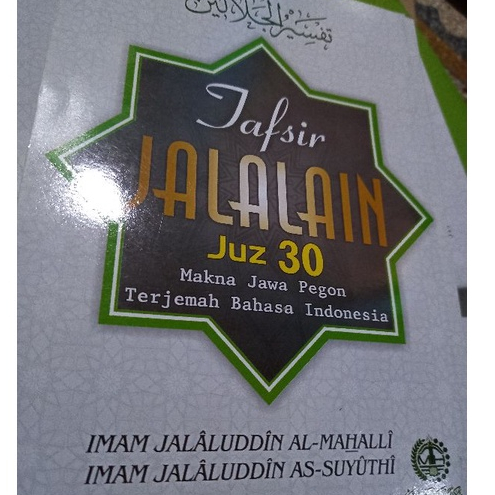 تفسير الجلالين
Tafsir
JALALAIN
Juz 30
Makna Jawa Pegon
Terjemah Bahasa Indonesia
IMAM JALÂLUDDÎN AL-MAHALLÎ
IMAM JALÂLUDDÎN AS-SUYÛTHÎ